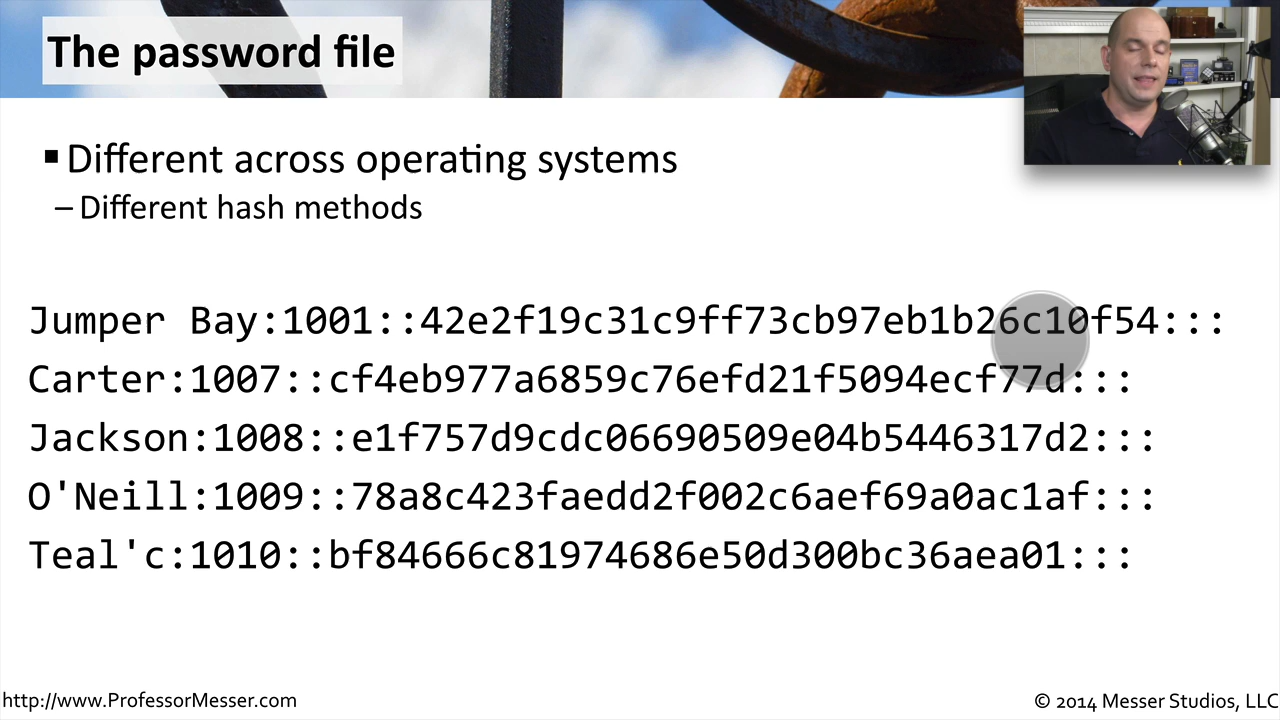 The password file
Different across operating systems
– Different hash methods
Jumper Bay:1001::42e2f19c31c9ff73cb97eb1b26c10f54:::
Carter:1007::cf4eb977a6859c76efd21f5094ecf77d:::
Jackson:1008::e1f757d9cdc06690509e04b5446317d2:::
O'Neill:1009::78a8c423faedd2f002c6aef69a0ac1af:::
Teal'c:1010::bf84666c81974686e50d300bc36aea01:::
http://www.ProfessorMesser.com
© 2014 Messer Studios, LLC